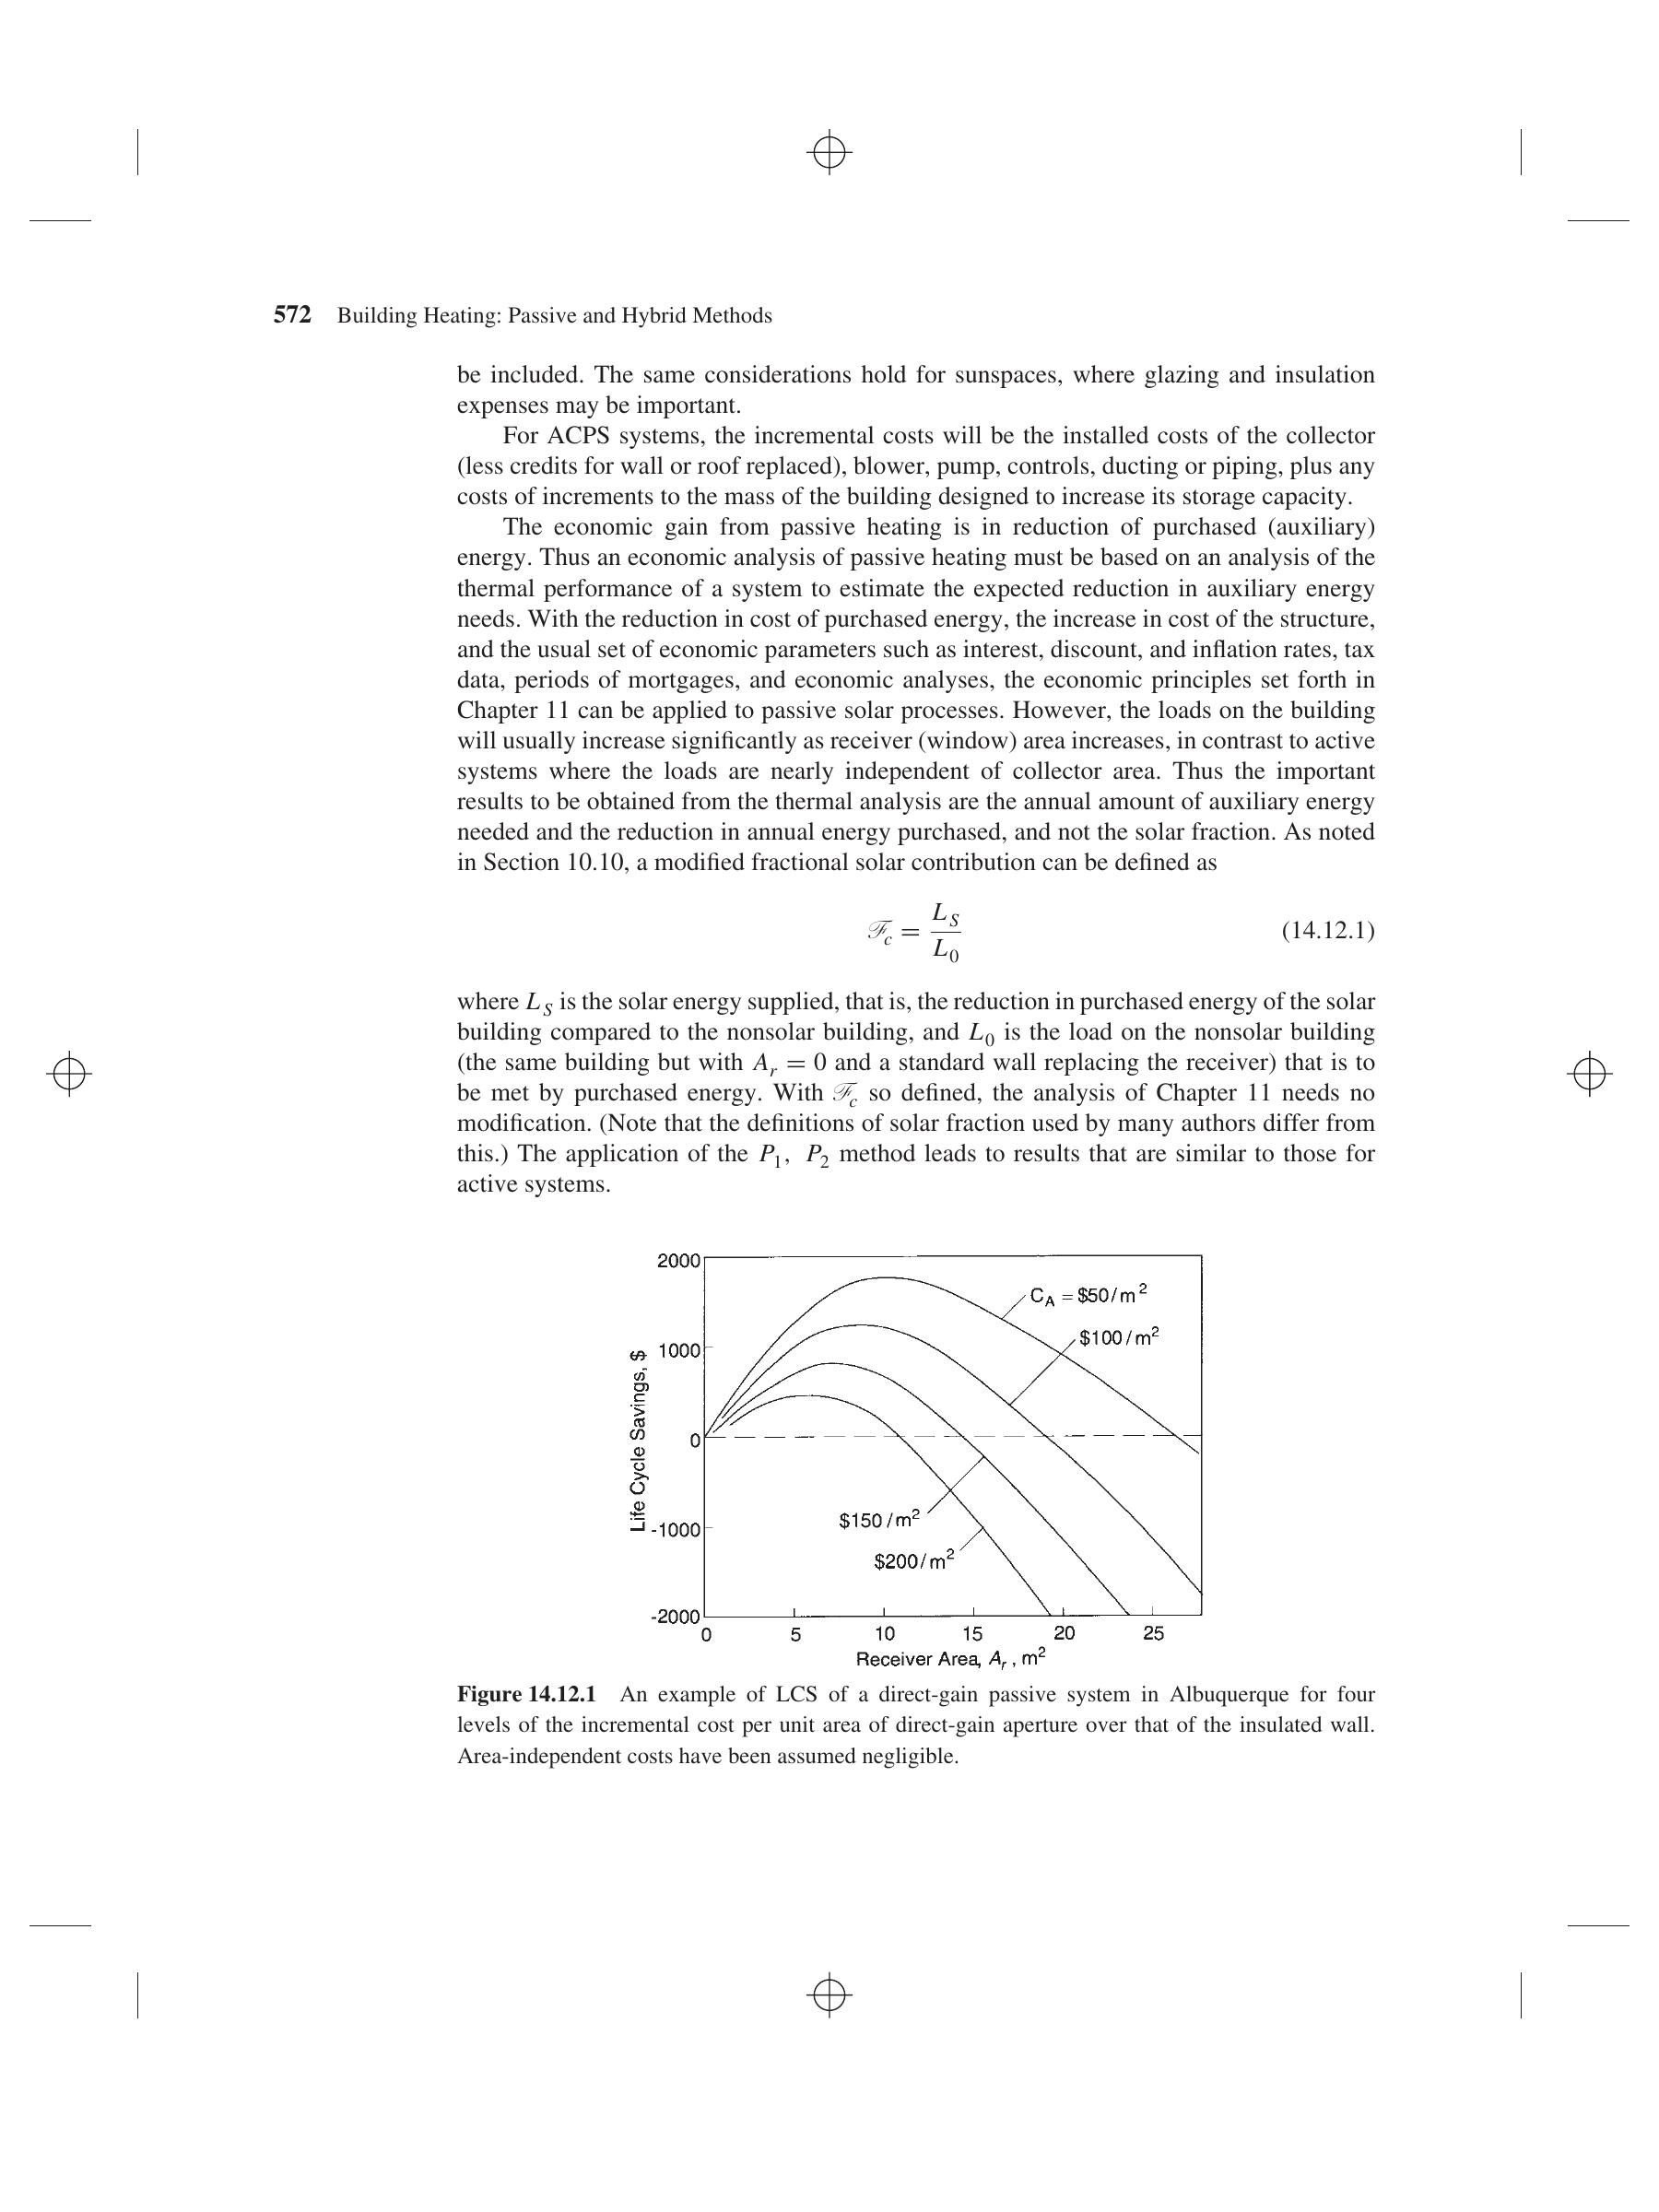 572 Building Heating: Passive and Hybrid Methods
be included. The same considerations hold for sunspaces, where glazing and insulation
expenses may be important.
For ACPS systems, the incremental costs will be the installed costs of the collector
(less credits for wall or roof replaced), blower, pump, controls, ducting or piping, plus any
costs of increments to the mass of the building designed to increase its storage capacity.
The economic gain from passive heating is in reduction of purchased (auxiliary)
energy. Thus an economic analysis of passive heating must be based on an analysis of the
thermal performance of a system to estimate the expected reduction in auxiliary energy
needs. With the reduction in cost of purchased energy, the increase in cost of the structure,
and the usual set of economic parameters such as interest, discount, and inflation rates, tax
data, periods of mortgages, and economic analyses, the economic principles set forth in
Chapter 11 can be applied to passive solar processes. However, the loads on the building
will usually increase significantly as receiver (window) area increases, in contrast to active
systems where the loads are nearly independent of collector area. Thus the important
results to be obtained from the thermal analysis are the annual amount of auxiliary energy
needed and the reduction in annual energy purchased, and not the solar fraction. As noted
in Section 10.10, a modified fractional solar contribution can be defined as
ℱc = LS / L0 (14.12.1)
where LS is the solar energy supplied, that is, the reduction in purchased energy of the solar
building compared to the nonsolar building, and L0 is the load on the nonsolar building
(the same building but with Ar = 0 and a standard wall replacing the receiver) that is to
be met by purchased energy. With ℱc so defined, the analysis of Chapter 11 needs no
modification. (Note that the definitions of solar fraction used by many authors differ from
this.) The application of the P1, P2 method leads to results that are similar to those for
active systems.
2000
1000
0
-1000
-2000
Life Cycle Savings, $
CA = $50/m2
$100/m2
$150/m2
$200/m2
0 5 10 15 20 25
Receiver Area, Ar, m2
Figure 14.12.1 An example of LCS of a direct-gain passive system in Albuquerque for four
levels of the incremental cost per unit area of direct-gain aperture over that of the insulated wall.
Area-independent costs have been assumed negligible.